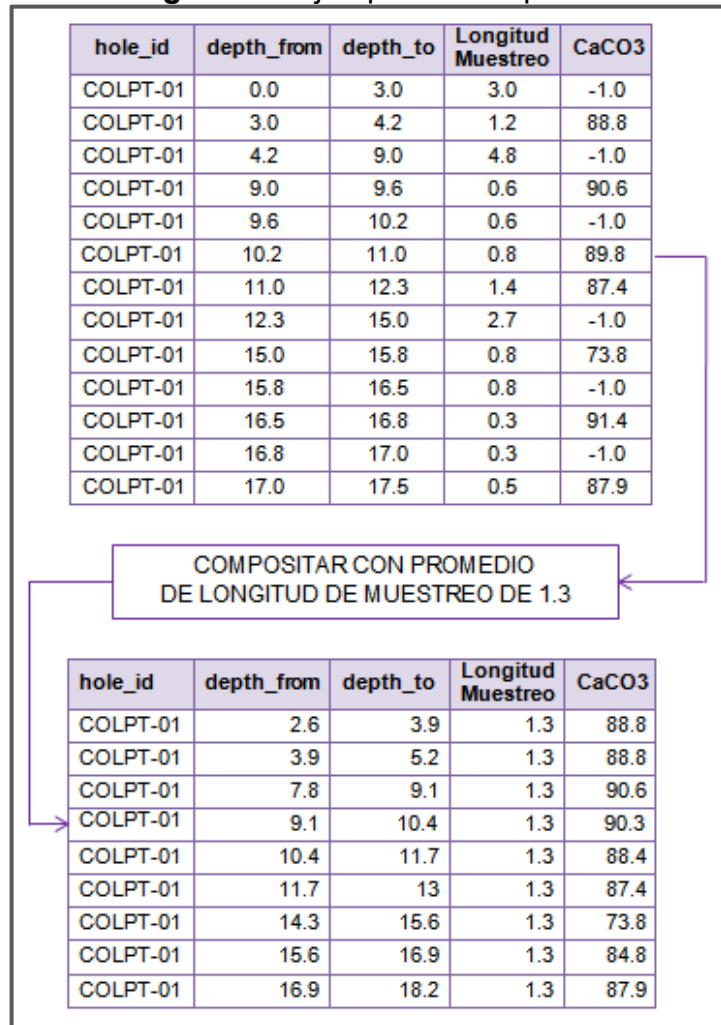 hole_id depth_from depth_to Longitud Muestreo CaCO3
COLPT-01 0.0 3.0 3.0 -1.0
COLPT-01 3.0 4.2 1.2 88.8
COLPT-01 4.2 9.0 4.8 -1.0
COLPT-01 9.0 9.6 0.6 90.6
COLPT-01 9.6 10.2 0.6 -1.0
COLPT-01 10.2 11.0 0.8 89.8
COLPT-01 11.0 12.3 1.4 87.4
COLPT-01 12.3 15.0 2.7 -1.0
COLPT-01 15.0 15.8 0.8 73.8
COLPT-01 15.8 16.5 0.8 -1.0
COLPT-01 16.5 16.8 0.3 91.4
COLPT-01 16.8 17.0 0.3 -1.0
COLPT-01 17.0 17.5 0.5 87.9
COMPOSITAR CON PROMEDIO
DE LONGITUD DE MUESTREO DE 1.3
hole_id depth_from depth_to Longitud Muestreo CaCO3
COLPT-01 2.6 3.9 1.3 88.8
COLPT-01 3.9 5.2 1.3 88.8
COLPT-01 7.8 9.1 1.3 90.6
COLPT-01 9.1 10.4 1.3 90.3
COLPT-01 10.4 11.7 1.3 88.4
COLPT-01 11.7 13 1.3 87.4
COLPT-01 14.3 15.6 1.3 73.8
COLPT-01 15.6 16.9 1.3 84.8
COLPT-01 16.9 18.2 1.3 87.9